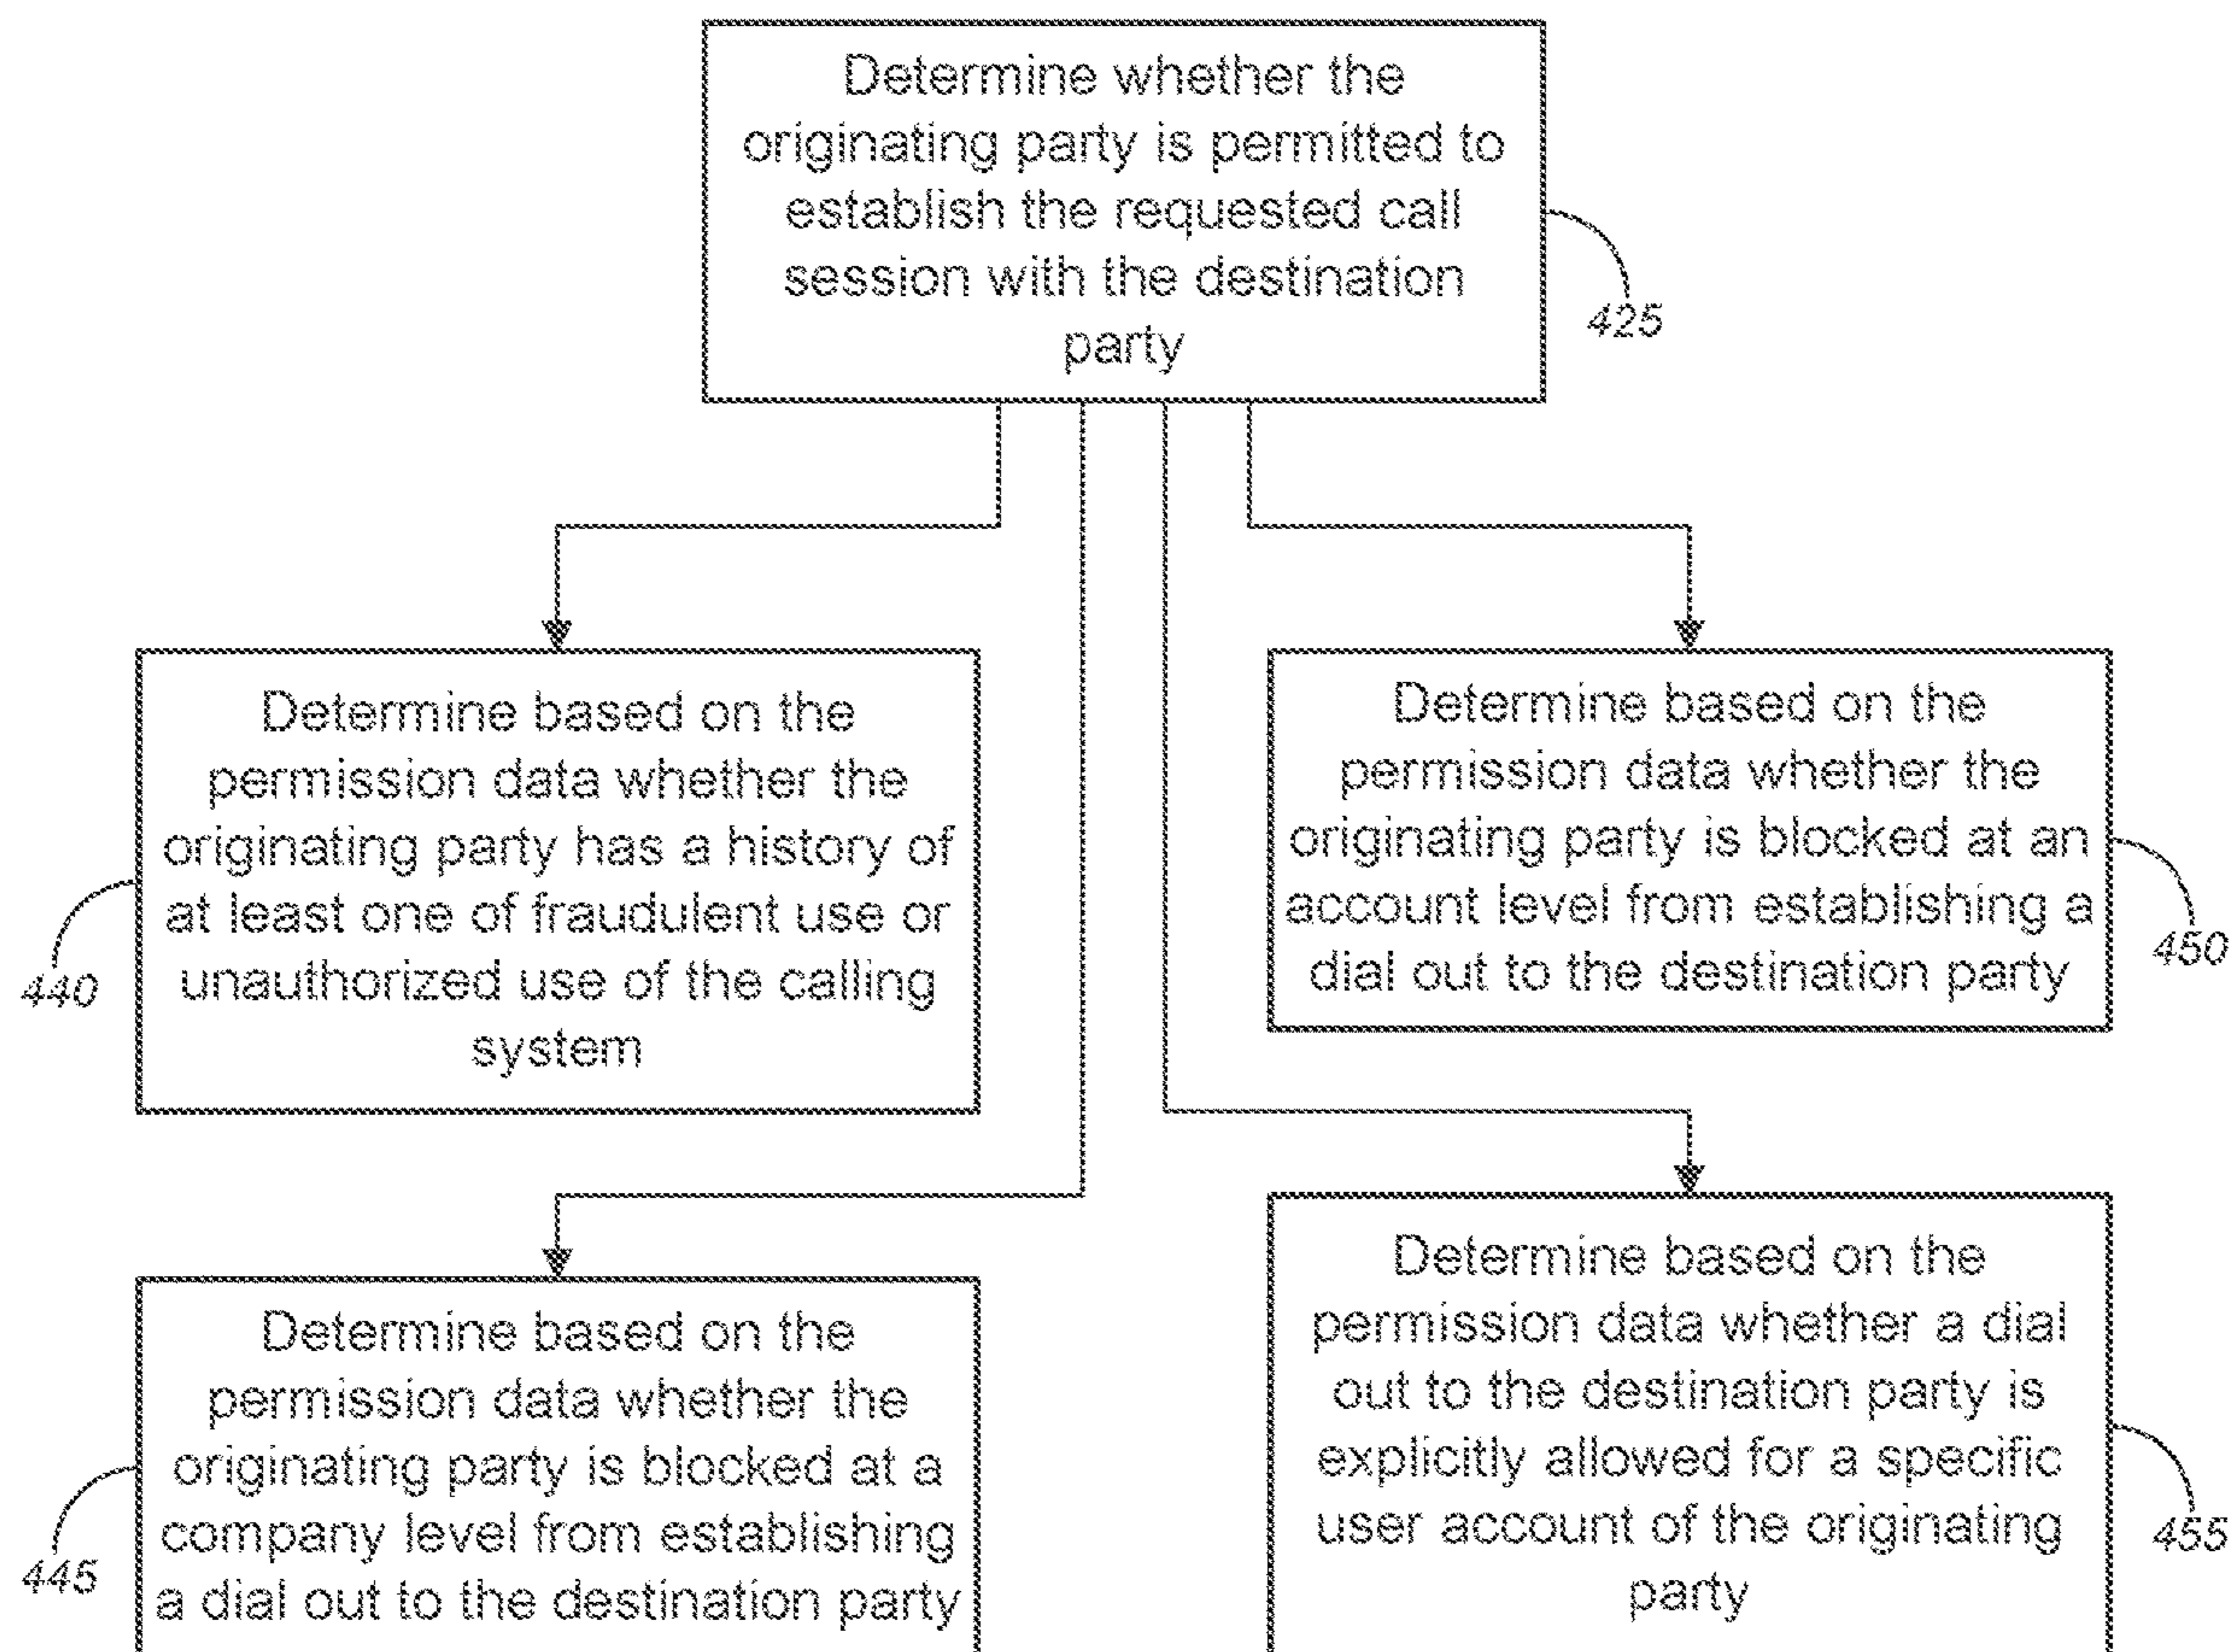 Determine whether the
originating party is permitted to
establish the requested call
session with the destination
party
425
Determine based on the
permission data whether the
originating party has a history of
at least one of fraudulent use or
unauthorized use of the calling
system
440
Determine based on the
permission data whether the
originating party is blocked at an
account level from establishing a
dial out to the destination party
450
Determine based on the
permission data whether the
originating party is blocked at a
company level from establishing
a dial out to the destination party
445
Determine based on the
permission data whether a dial
out to the destination party is
explicitly allowed for a specific
user account of the originating
party
455